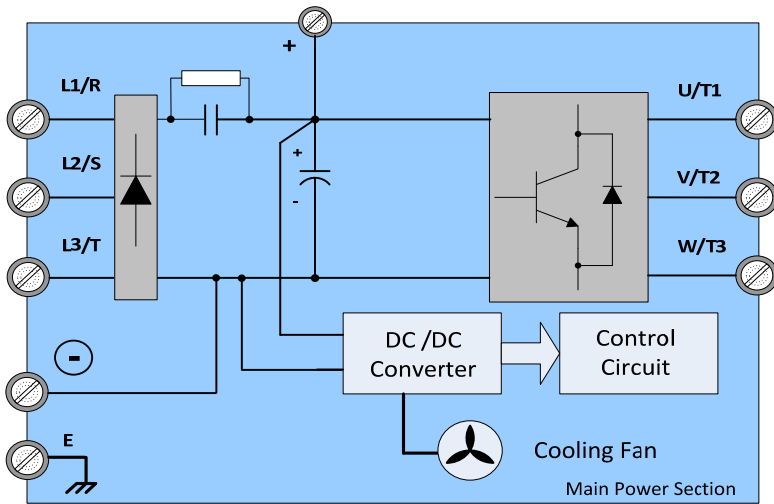 +
L1/R
U/T1
L2/S
+
V/T2
-
L3/T
W/T3
-
DC /DC
Converter
Control
Circuit
E
Cooling Fan
Main Power Section